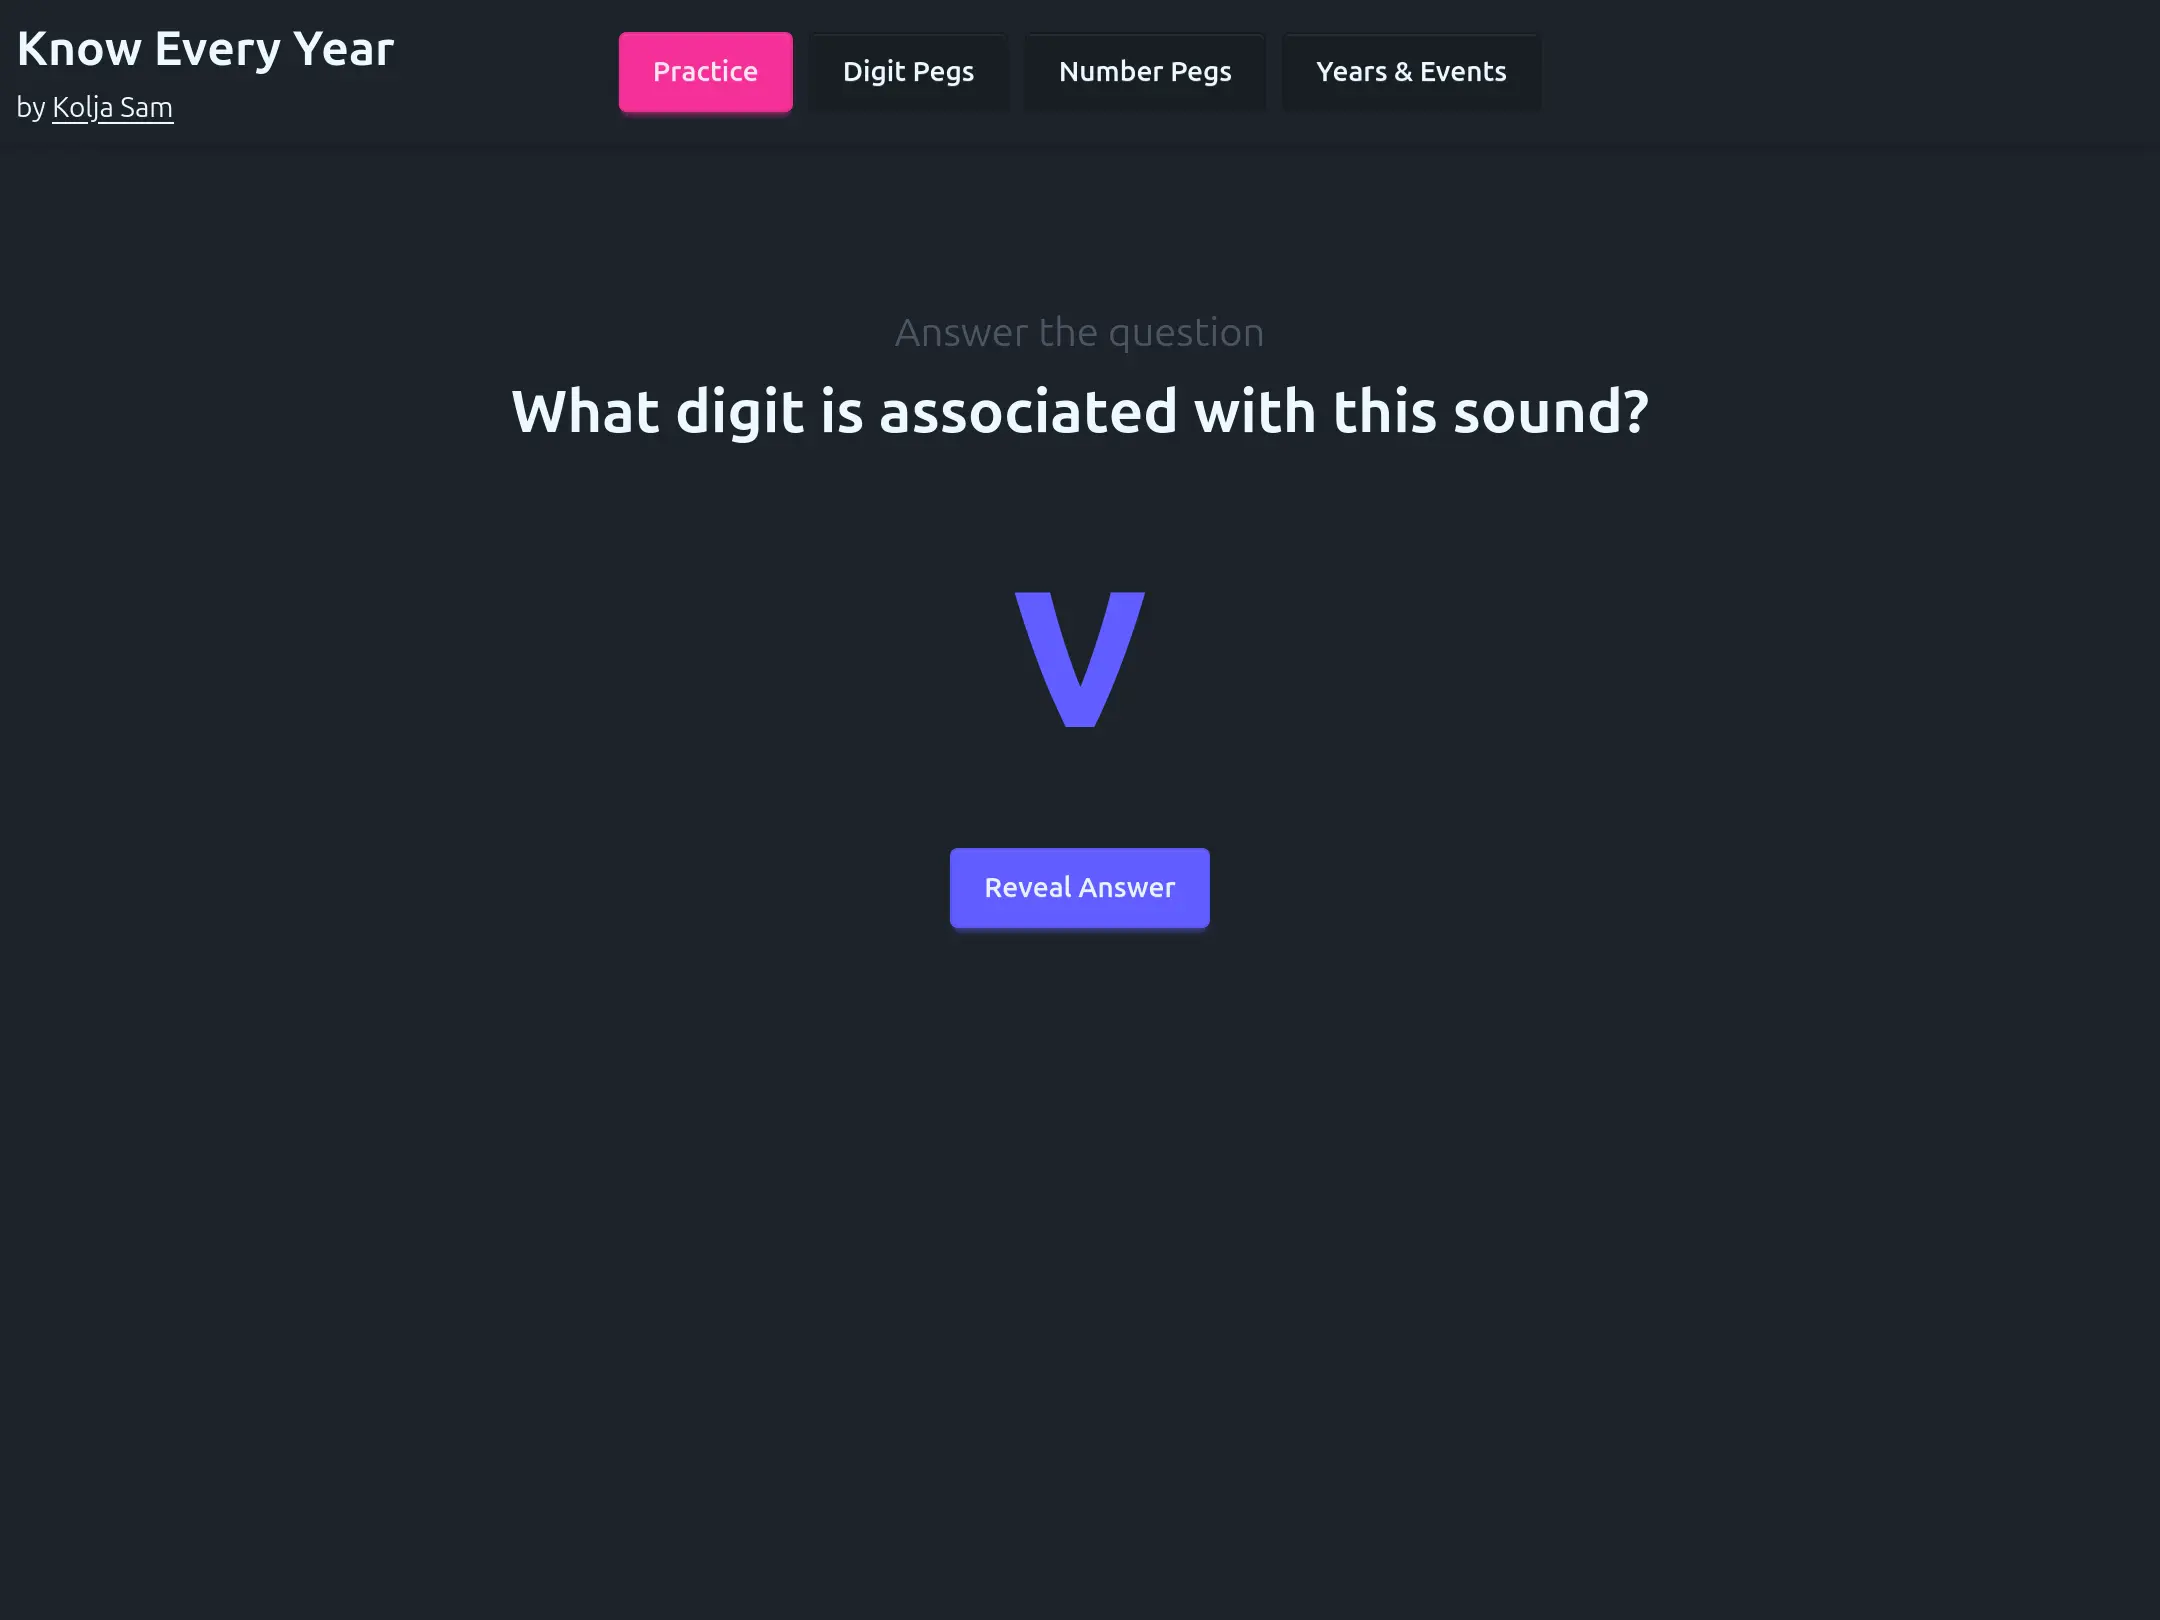 Know Every Year
by Kolja Sam
Practice
Digit Pegs
Number Pegs
Years & Events
Answer the question
What digit is associated with this sound?
v
Reveal Answer